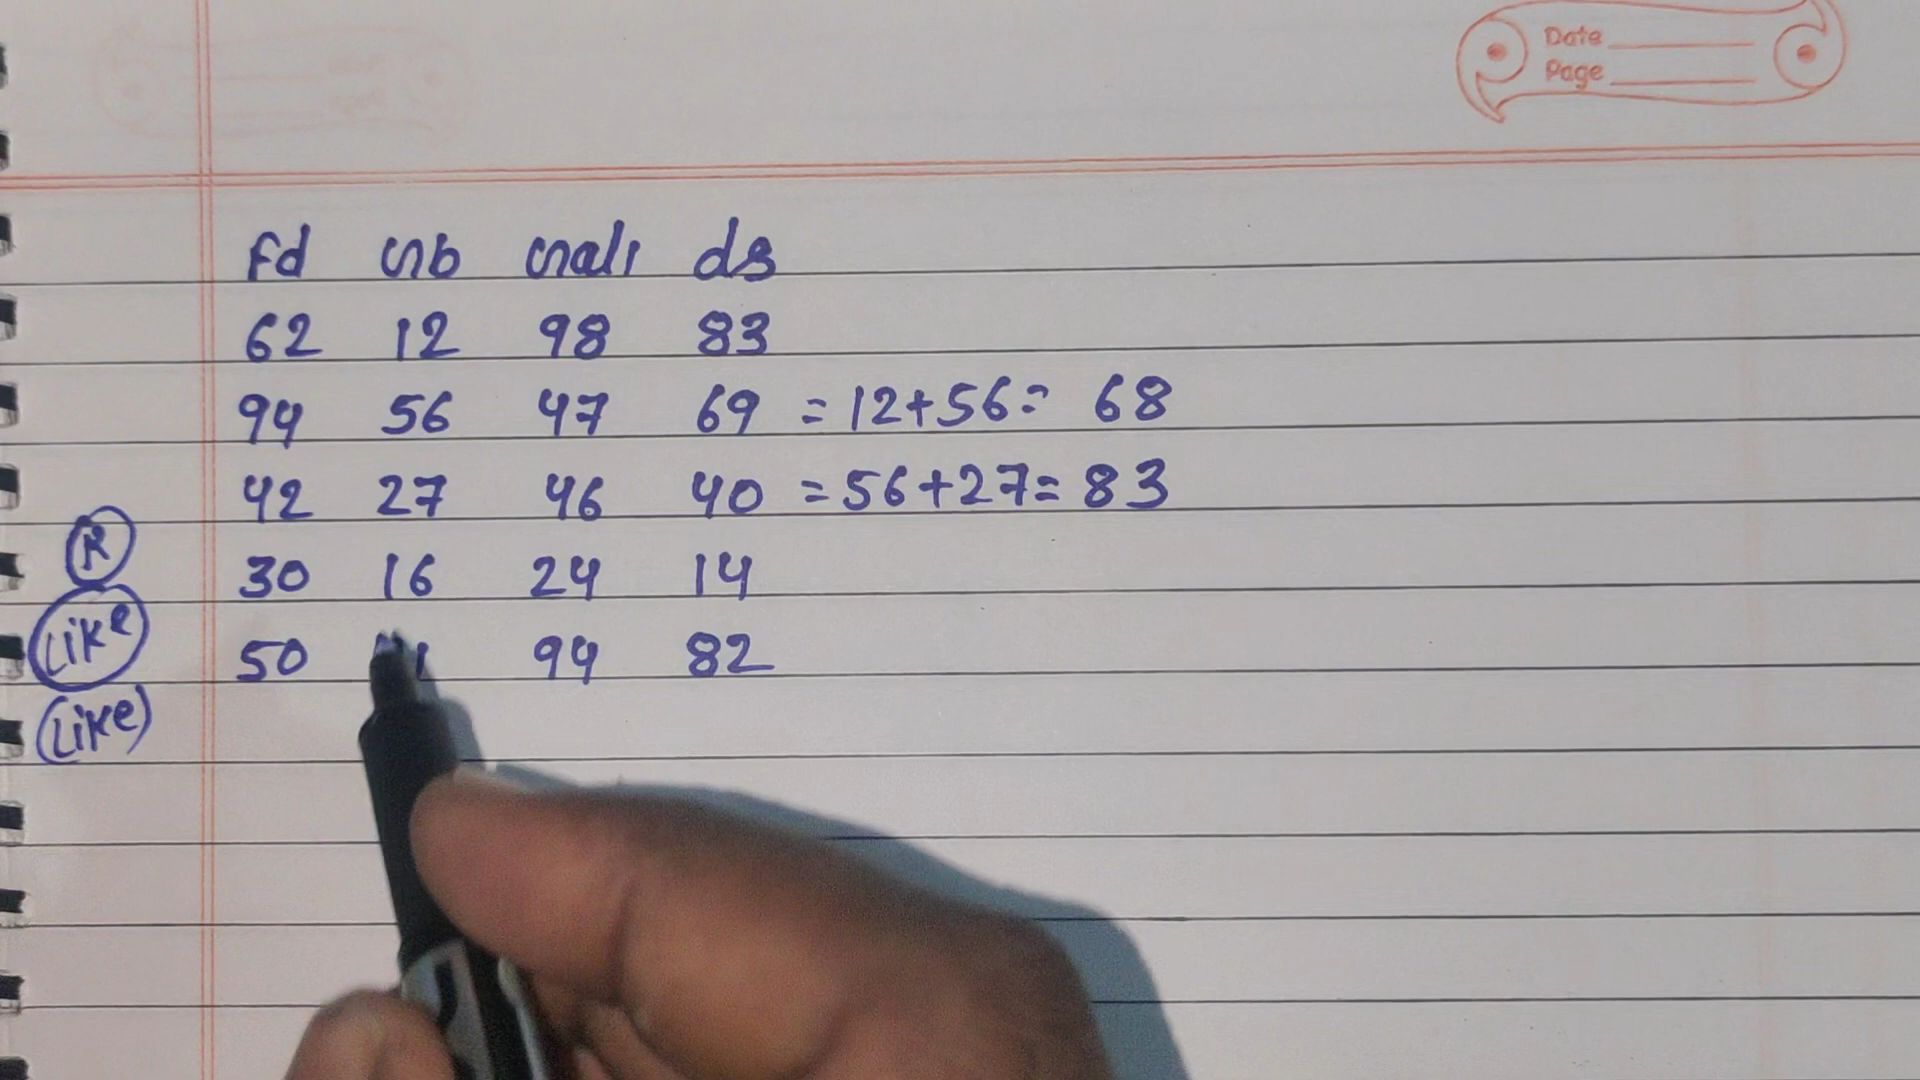 Date
Page
Fd GB Gali ds
62 12 98 83
94 56 47 69 = 12+56= 68
42 27 46 40 = 56+27= 83
R
30 16 24 14
Like
50 94 82
(Like)